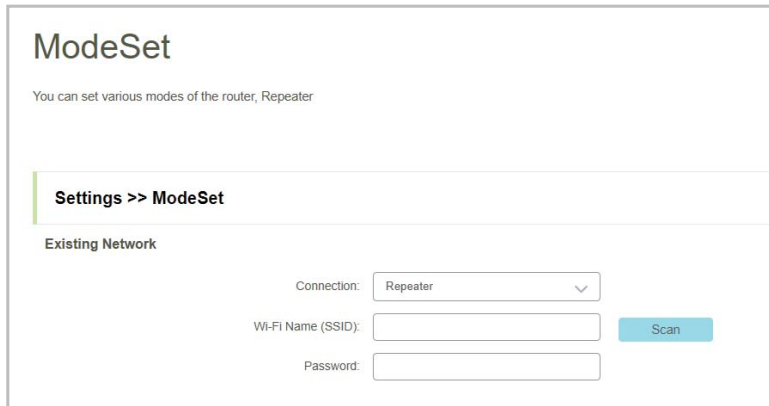 ModeSet
You can set various modes of the router, Repeater
Settings >> ModeSet
Existing Network
Connection: Repeater
Wi-Fi Name (SSID): Scan
Password: